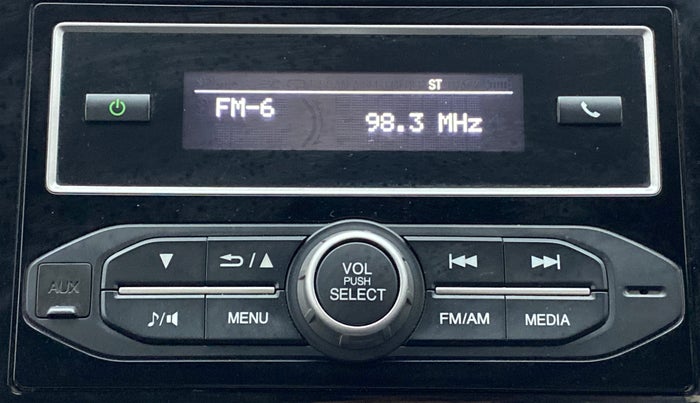 ST
FM-6
98.3 MHz
AUX
VOL
PUSH
SELECT
MENU
FM/AM
MEDIA